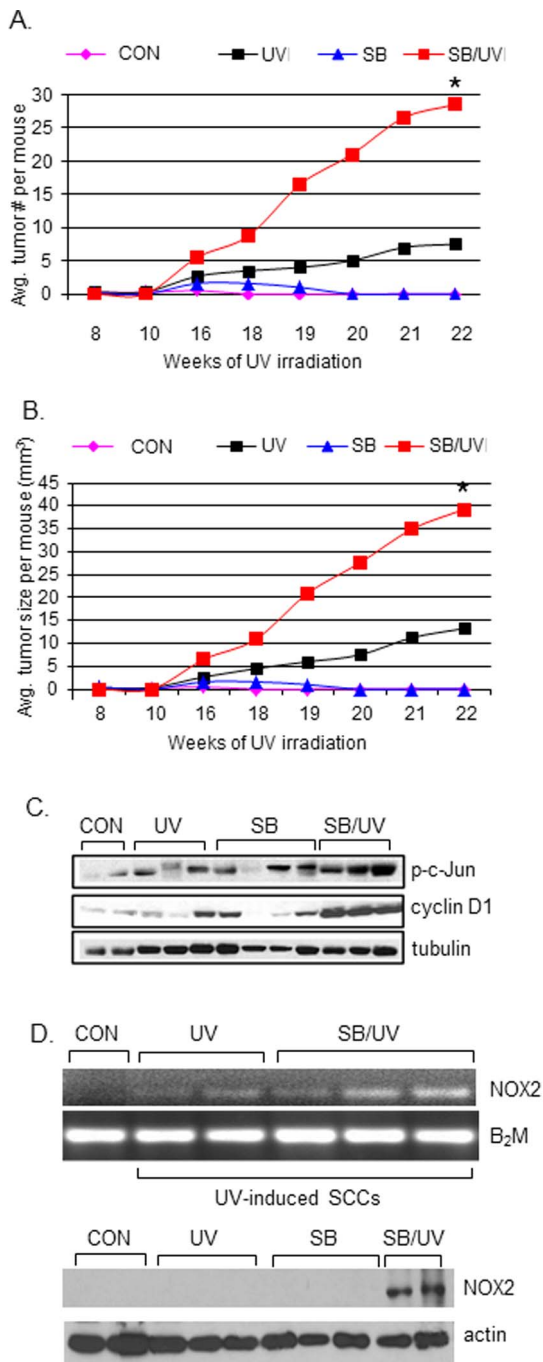 A.
CON UV SB SB/UV
Avg. tumor # per mouse
30
25
20
15
10
5
0
*
8 10 16 18 19 20 21 22
Weeks of UV irradiation
B.
CON UV SB SB/UV
Avg. tumor size per mouse (mm³)
45
40
35
30
25
20
15
10
5
0
*
8 10 16 18 19 20 21 22
Weeks of UV irradiation
C.
CON UV SB SB/UV
p-c-Jun
cyclin D1
tubulin
D.
CON UV SB/UV
NOX2
B₂M
UV-induced SCCs
CON UV SB SB/UV
NOX2
actin